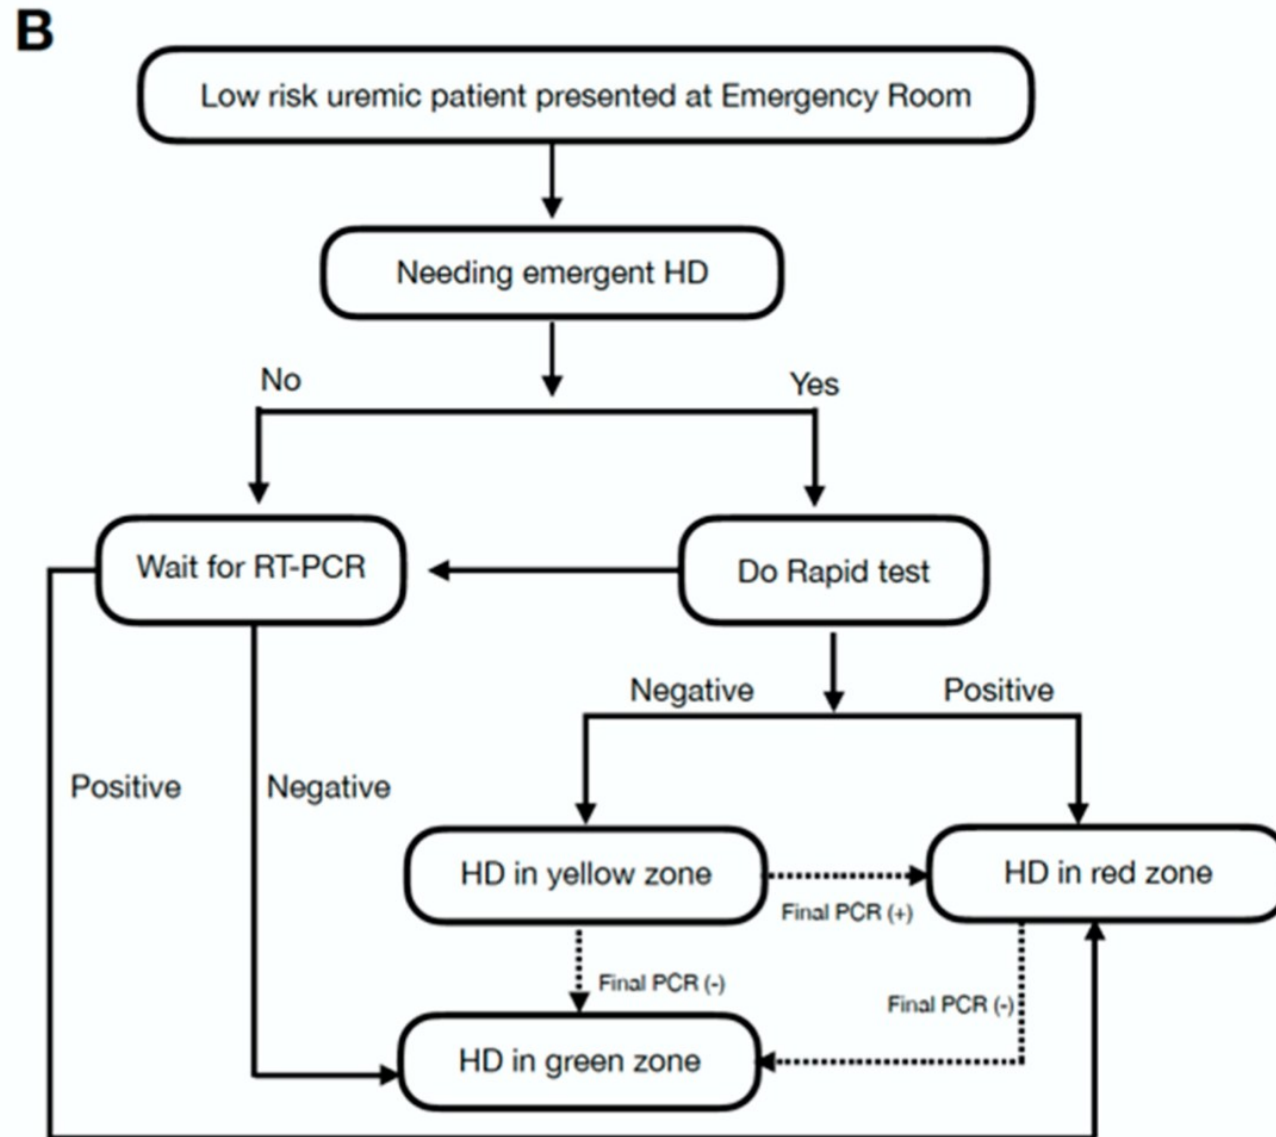 B
Low risk uremic patient presented at Emergency Room
Needing emergent HD
No
Yes
Wait for RT-PCR
Do Rapid test
Negative
Positive
Positive
Negative
HD in yellow zone
HD in red zone
Final PCR (+)
Final PCR (-)
Final PCR (-)
HD in green zone